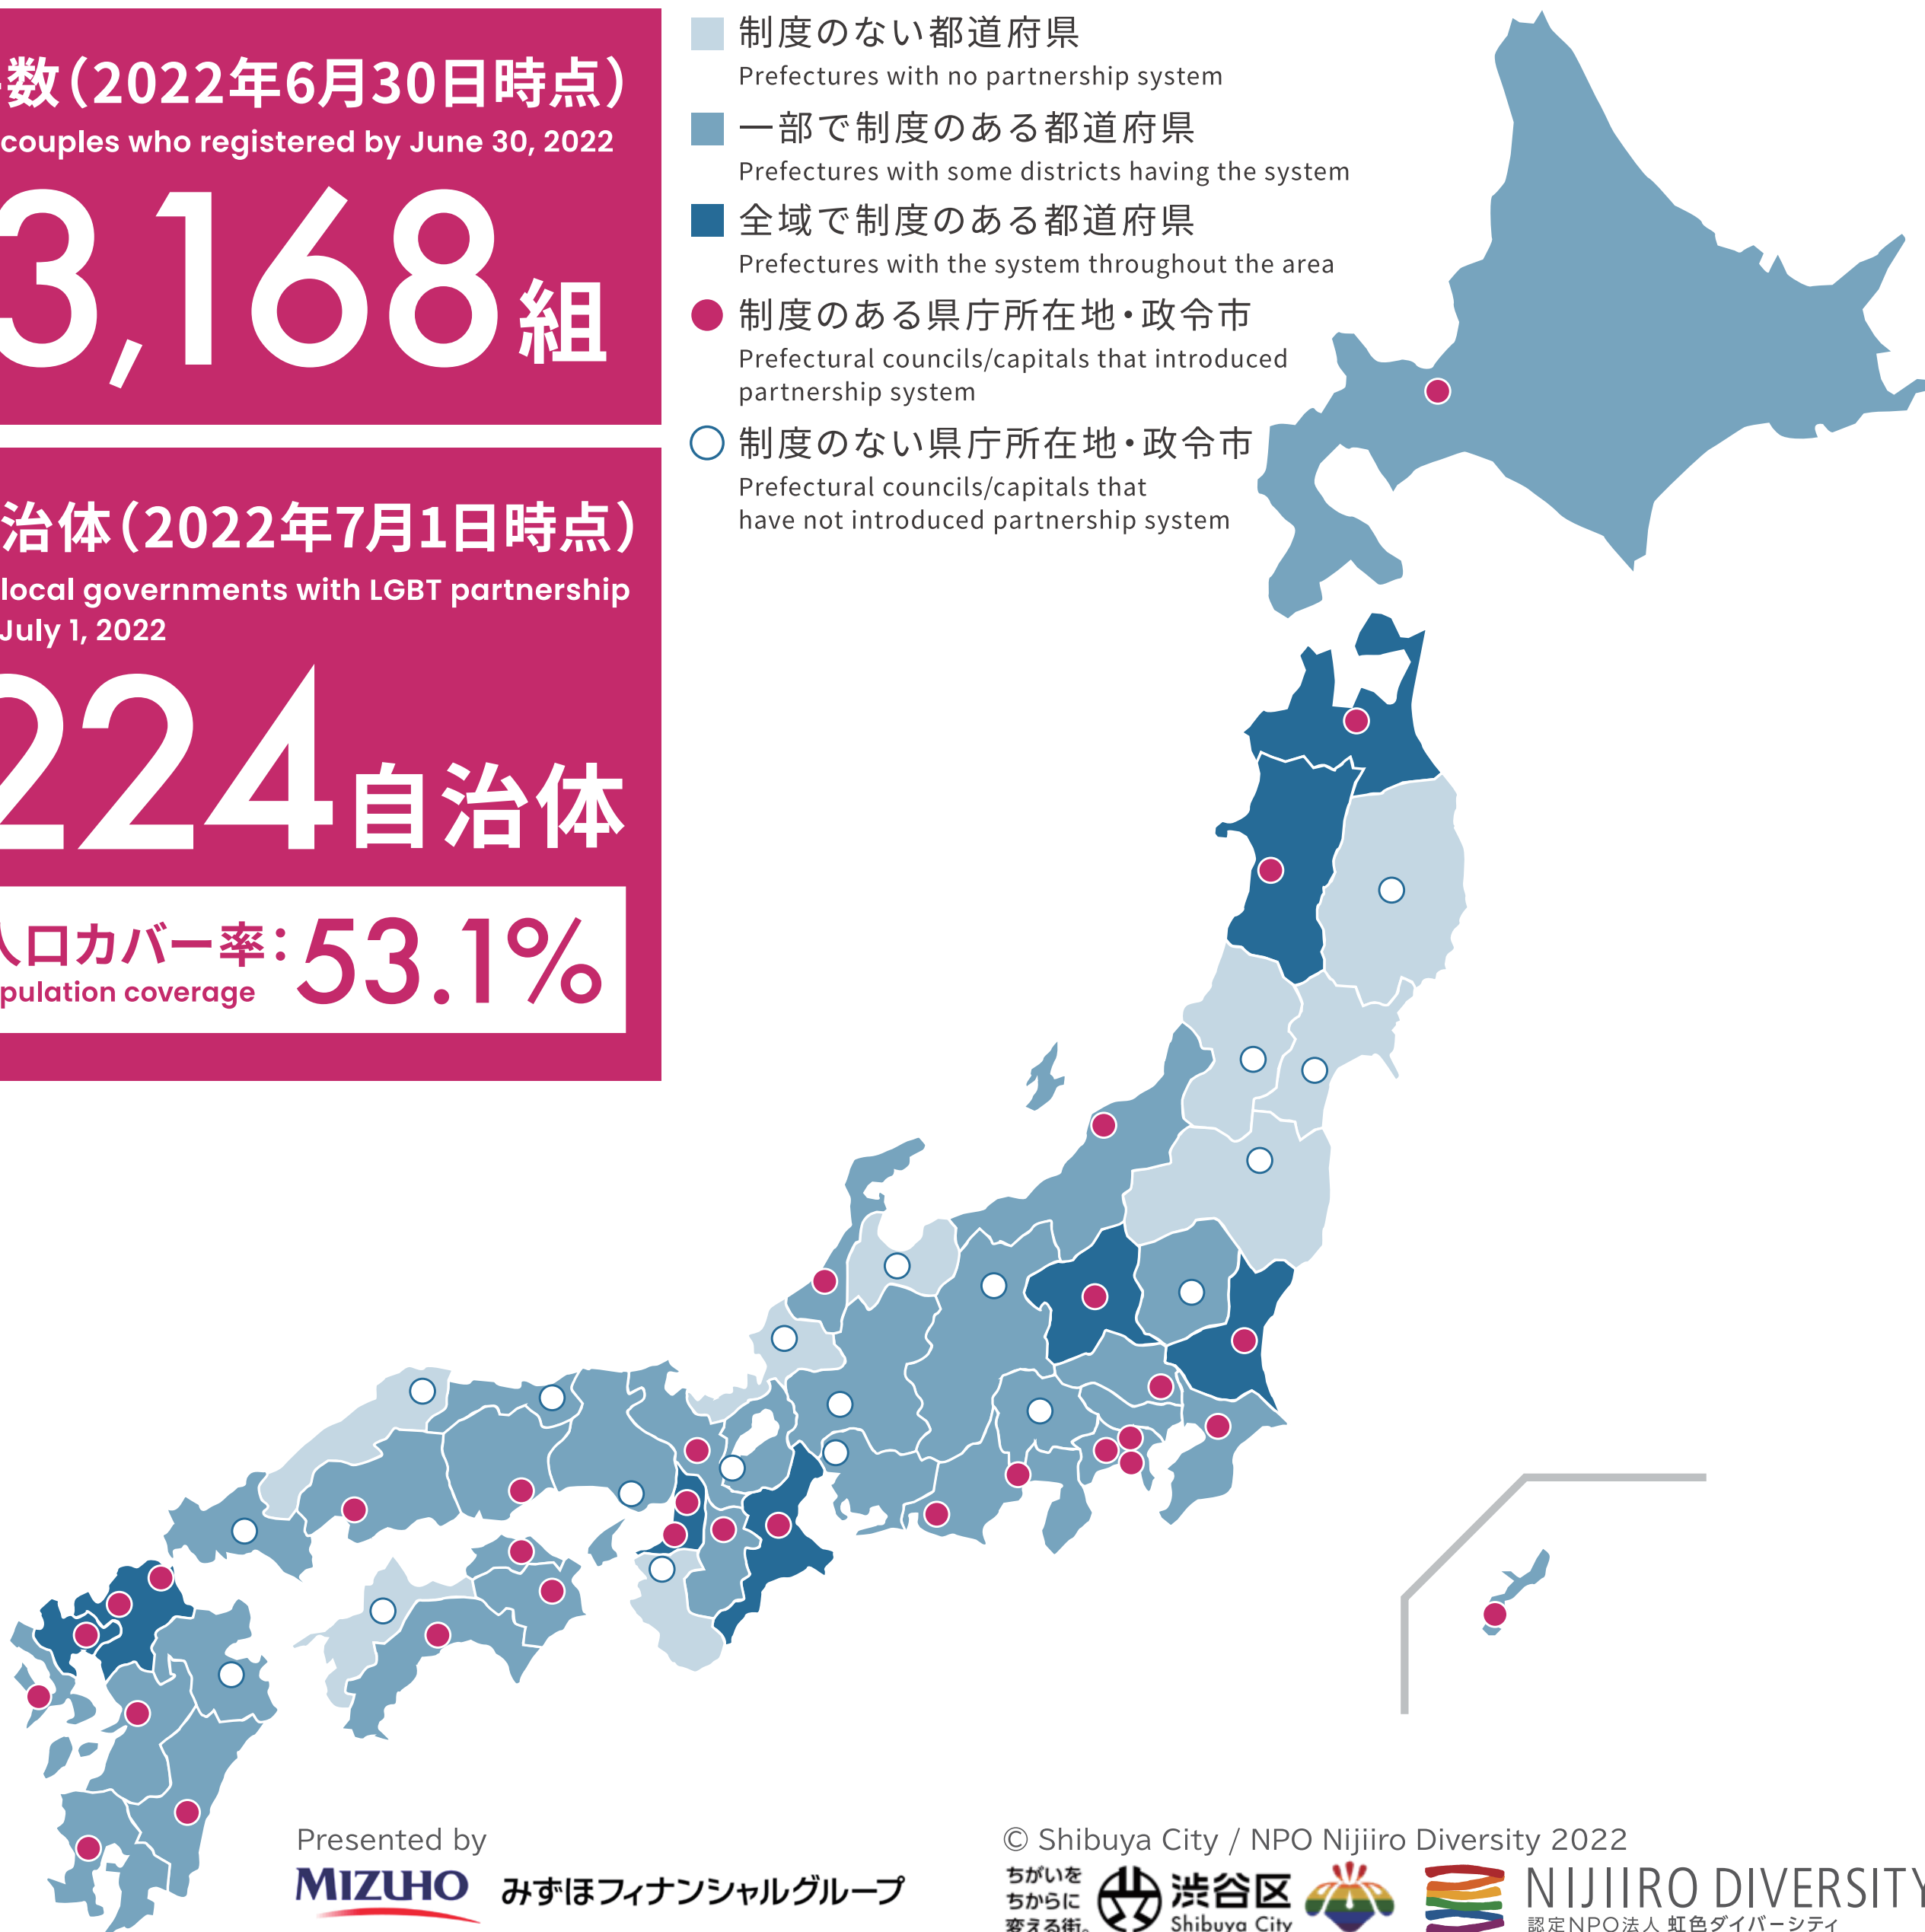 数（2022年6月30日時点）
couples who registered by June 30, 2022
3,168組
治体（2022年7月1日時点）
local governments with LGBT partnership
July 1, 2022
224自治体
人口カバー率：53.1%
pulation coverage
制度のない都道府県
Prefectures with no partnership system
一部で制度のある都道府県
Prefectures with some districts having the system
全域で制度のある都道府県
Prefectures with the system throughout the area
制度のある県庁所在地・政令市
Prefectural councils/capitals that introduced
partnership system
制度のない県庁所在地・政令市
Prefectural councils/capitals that
have not introduced partnership system
Presented by
MIZUHO みずほフィナンシャルグループ
© Shibuya City / NPO Nijiiro Diversity 2022
ちがいを
ちからに
変える街。
渋谷区
Shibuya City
NIJIIRO DIVERSITY
認定NPO法人 虹色ダイバーシティ